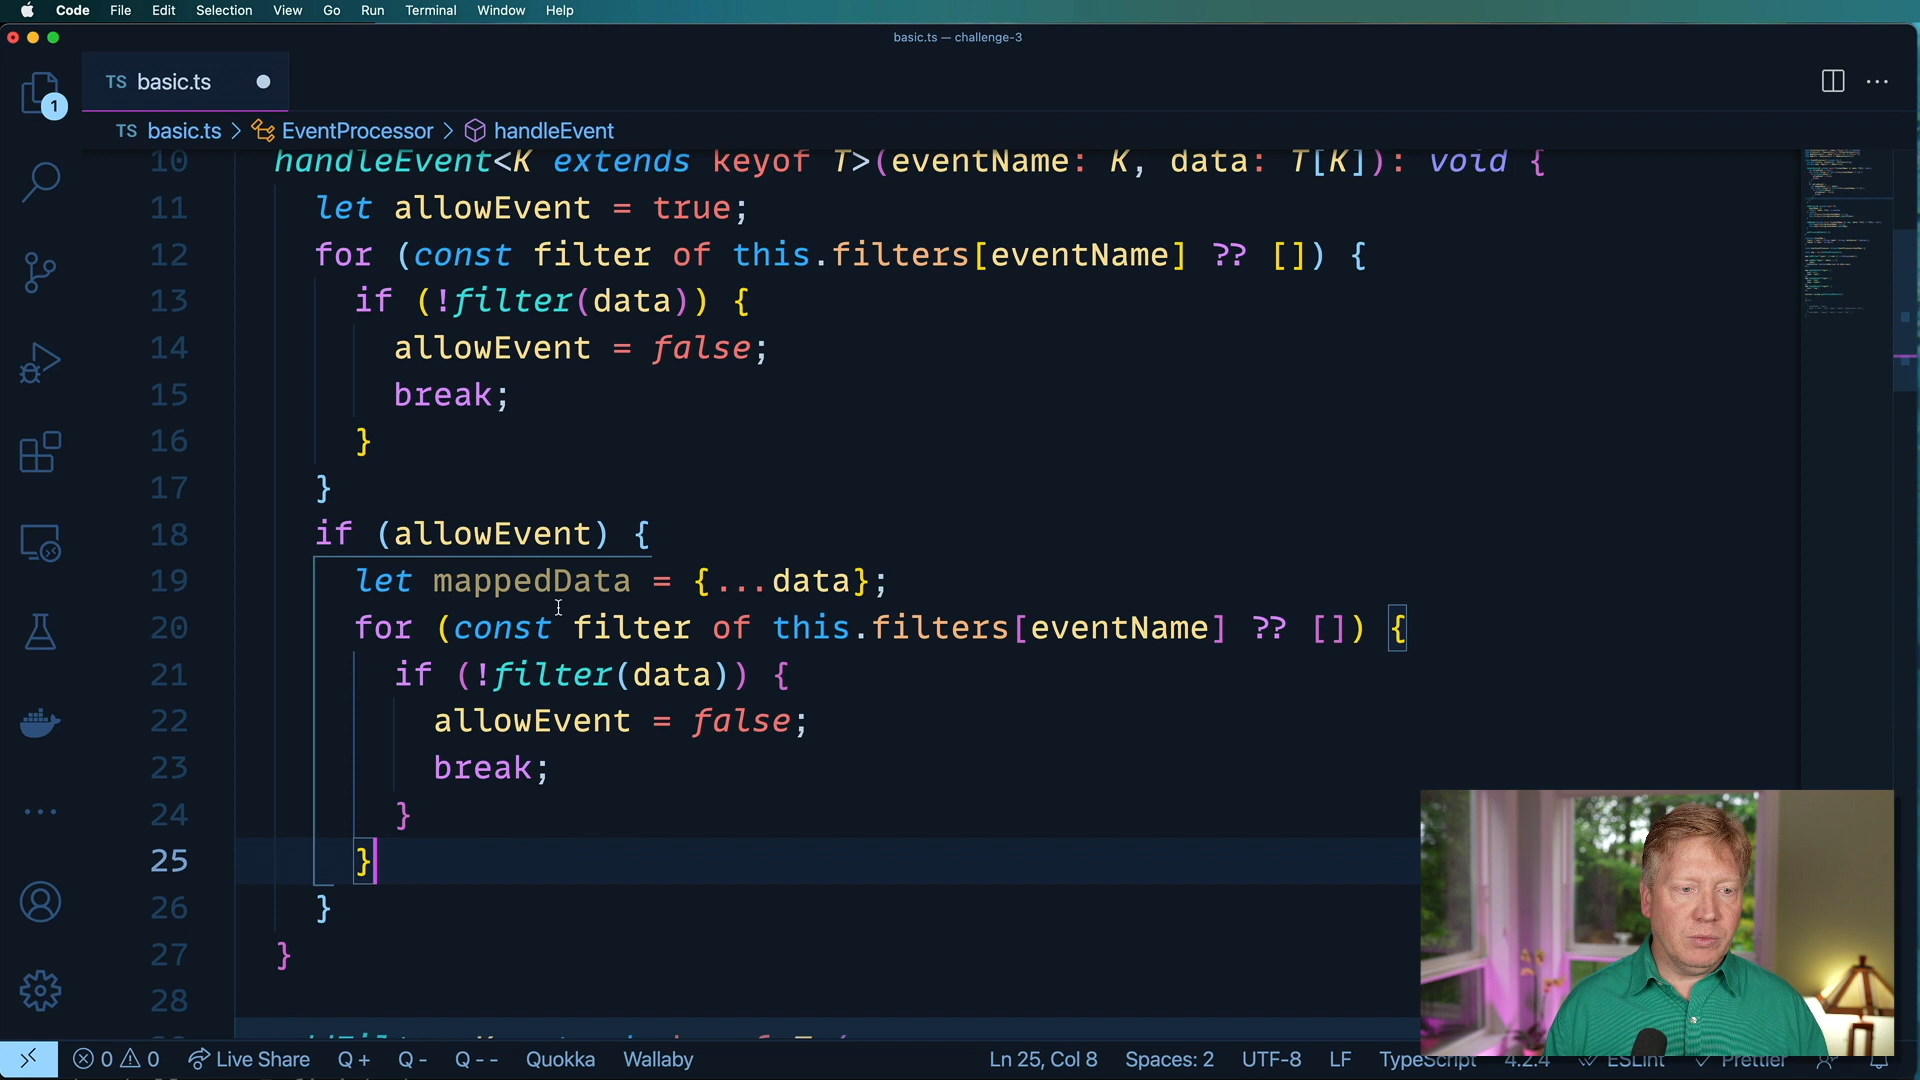 Code File Edit Selection View Go Run Terminal Window Help
basic.ts — challenge-3
TS basic.ts
1
TS basic.ts > EventProcessor > handleEvent
10 handleEvent<K extends keyof T>(eventName: K, data: T[K]): void {
11 let allowEvent = true;
12 for (const filter of this.filters[eventName] ?? []) {
13 if (!filter(data)) {
14 allowEvent = false;
15 break;
16 }
17 }
18 if (allowEvent) {
19 let mappedData = {...data};
20 for (const filter of this.filters[eventName] ?? []) {
21 if (!filter(data)) {
22 allowEvent = false;
23 break;
24 }
25 }
26 }
27 }
28
0 0 Live Share Q + Q - Q - - Quokka Wallaby Ln 25, Col 8 Spaces: 2 UTF-8 LF TypeScript 4.2.4 ESLint Prettier